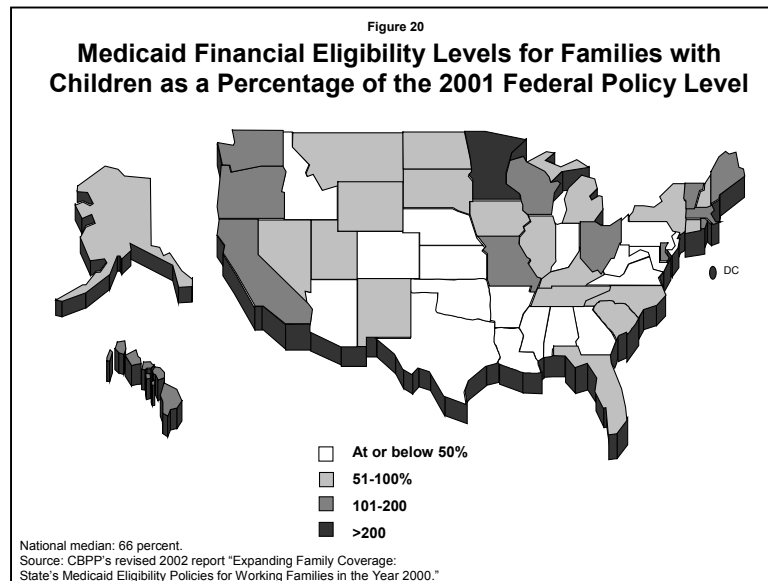 Figure 20
Medicaid Financial Eligibility Levels for Families with
Children as a Percentage of the 2001 Federal Policy Level
DC
At or below 50%
51-100%
101-200
>200
National median: 66 percent.
Source: CBPP's revised 2002 report “Expanding Family Coverage:
State's Medicaid Eligibility Policies for Working Families in the Year 2000.”